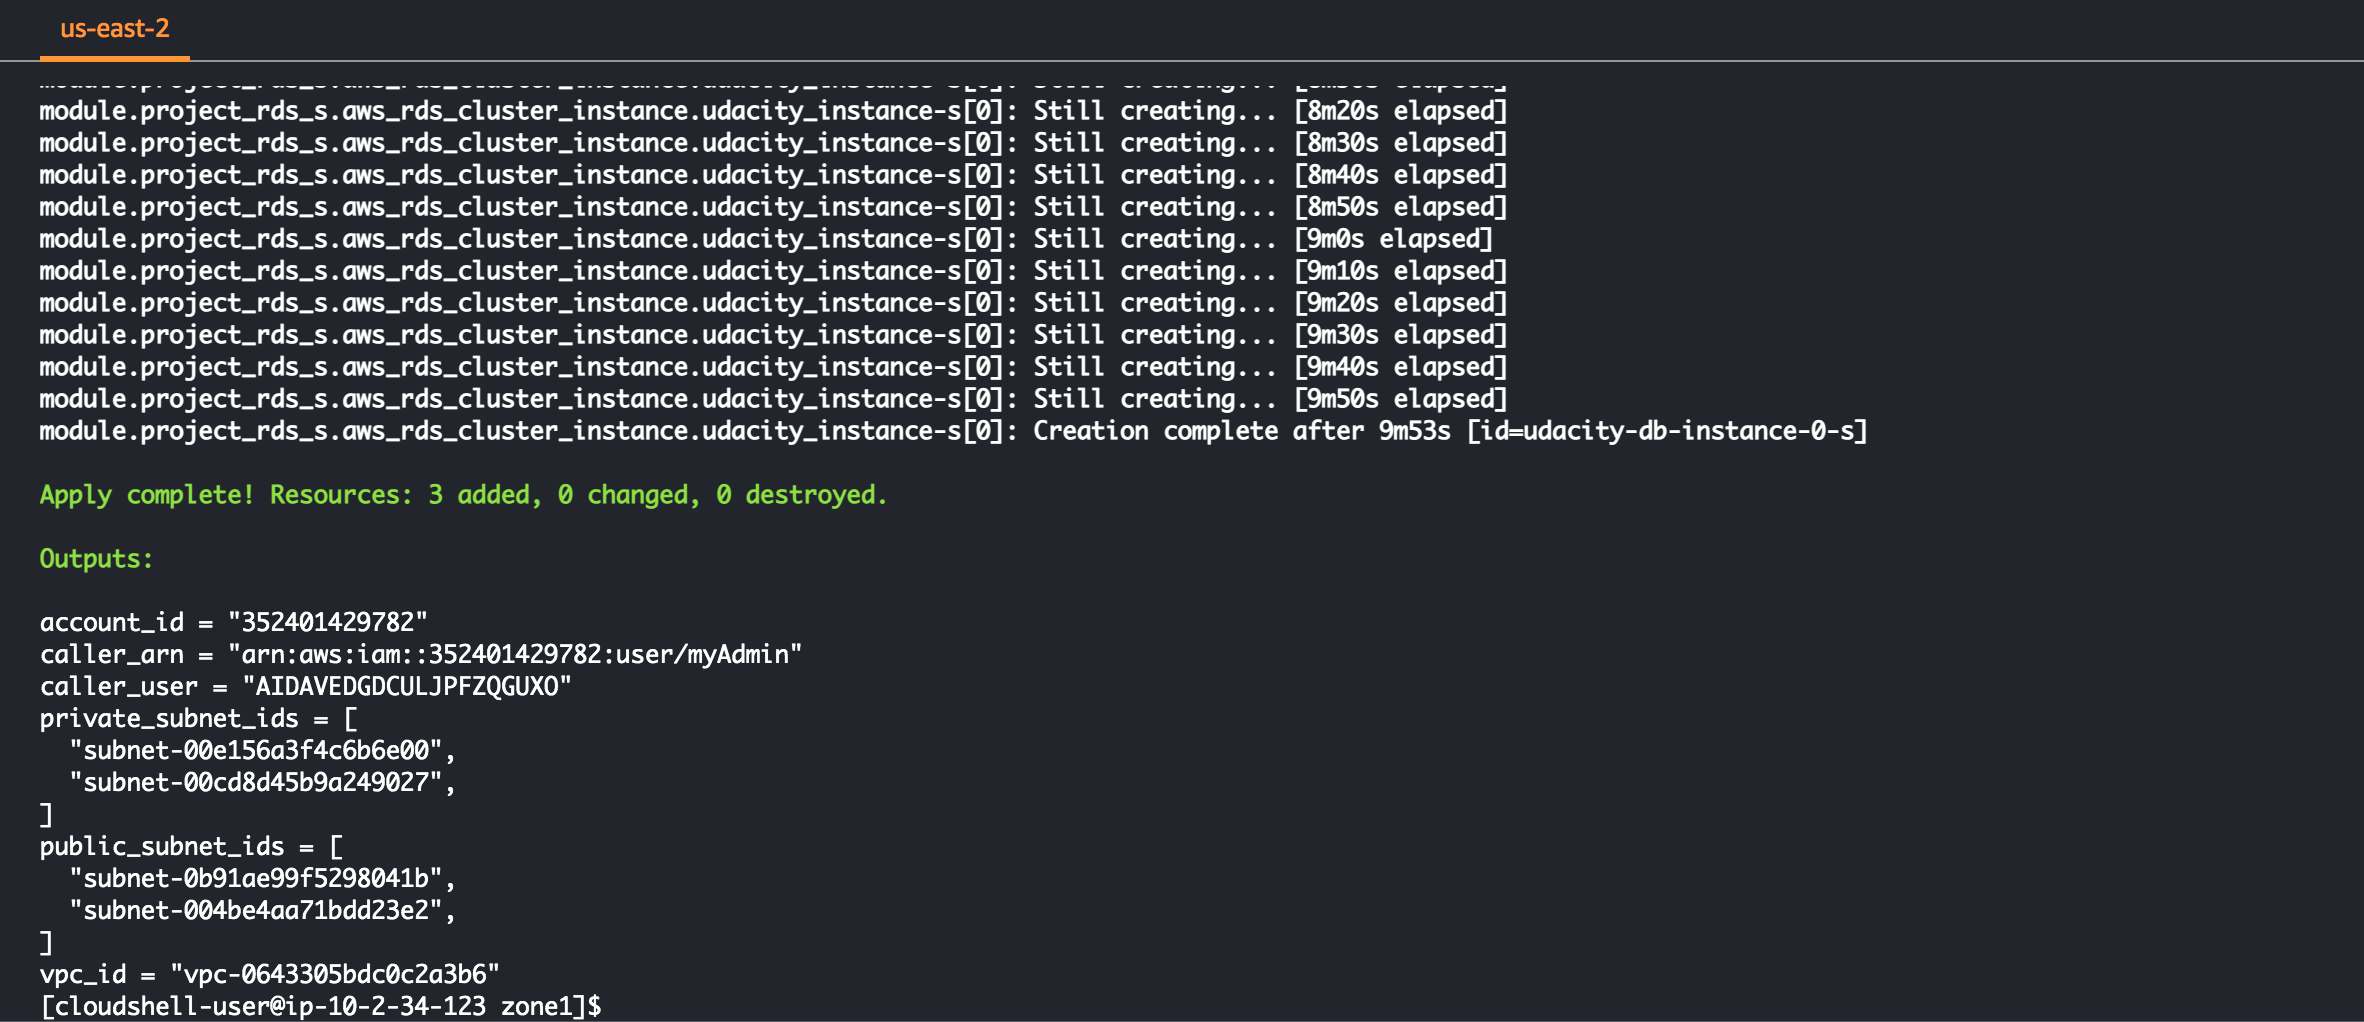 us-east-2
module.project_rds_s.aws_rds_cluster_instance.udacity_instance-s[0]: Still creating... [8m20s elapsed]
module.project_rds_s.aws_rds_cluster_instance.udacity_instance-s[0]: Still creating... [8m30s elapsed]
module.project_rds_s.aws_rds_cluster_instance.udacity_instance-s[0]: Still creating... [8m40s elapsed]
module.project_rds_s.aws_rds_cluster_instance.udacity_instance-s[0]: Still creating... [8m50s elapsed]
module.project_rds_s.aws_rds_cluster_instance.udacity_instance-s[0]: Still creating... [9m0s elapsed]
module.project_rds_s.aws_rds_cluster_instance.udacity_instance-s[0]: Still creating... [9m10s elapsed]
module.project_rds_s.aws_rds_cluster_instance.udacity_instance-s[0]: Still creating... [9m20s elapsed]
module.project_rds_s.aws_rds_cluster_instance.udacity_instance-s[0]: Still creating... [9m30s elapsed]
module.project_rds_s.aws_rds_cluster_instance.udacity_instance-s[0]: Still creating... [9m40s elapsed]
module.project_rds_s.aws_rds_cluster_instance.udacity_instance-s[0]: Still creating... [9m50s elapsed]
module.project_rds_s.aws_rds_cluster_instance.udacity_instance-s[0]: Creation complete after 9m53s [id=udacity-db-instance-0-s]
Apply complete! Resources: 3 added, 0 changed, 0 destroyed.
Outputs:
account_id = "352401429782"
caller_arn = "arn:aws:iam::352401429782:user/myAdmin"
caller_user = "AIDAVEDGDCULJPFZQGUXO"
private_subnet_ids = [
  "subnet-00e156a3f4c6b6e00",
  "subnet-00cd8d45b9a249027",
]
public_subnet_ids = [
  "subnet-0b91ae99f5298041b",
  "subnet-004be4aa71bdd23e2",
]
vpc_id = "vpc-0643305bdc0c2a3b6"
[cloudshell-user@ip-10-2-34-123 zone1]$